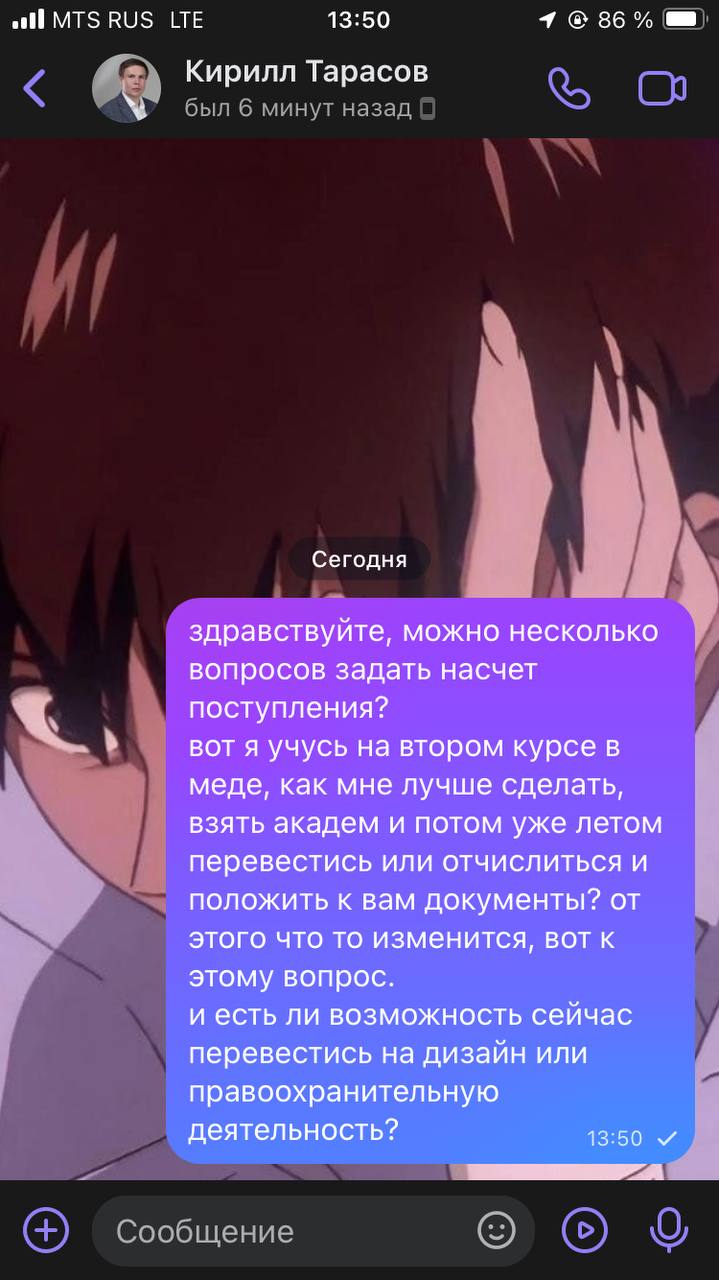 MTS RUS LTE 13:50 86 %
Кирилл Тарасов
был 6 минут назад
Сегодня
здравствуйте, можно несколько
вопросов задать насчет
поступления?
вот я учусь на втором курсе в
меде, как мне лучше сделать,
взять академ и потом уже летом
перевестись или отчислиться и
положить к вам документы? от
этого что то изменится, вот к
этому вопрос.
и есть ли возможность сейчас
перевестись на дизайн или
правоохранительную
деятельность?
13:50
Сообщение